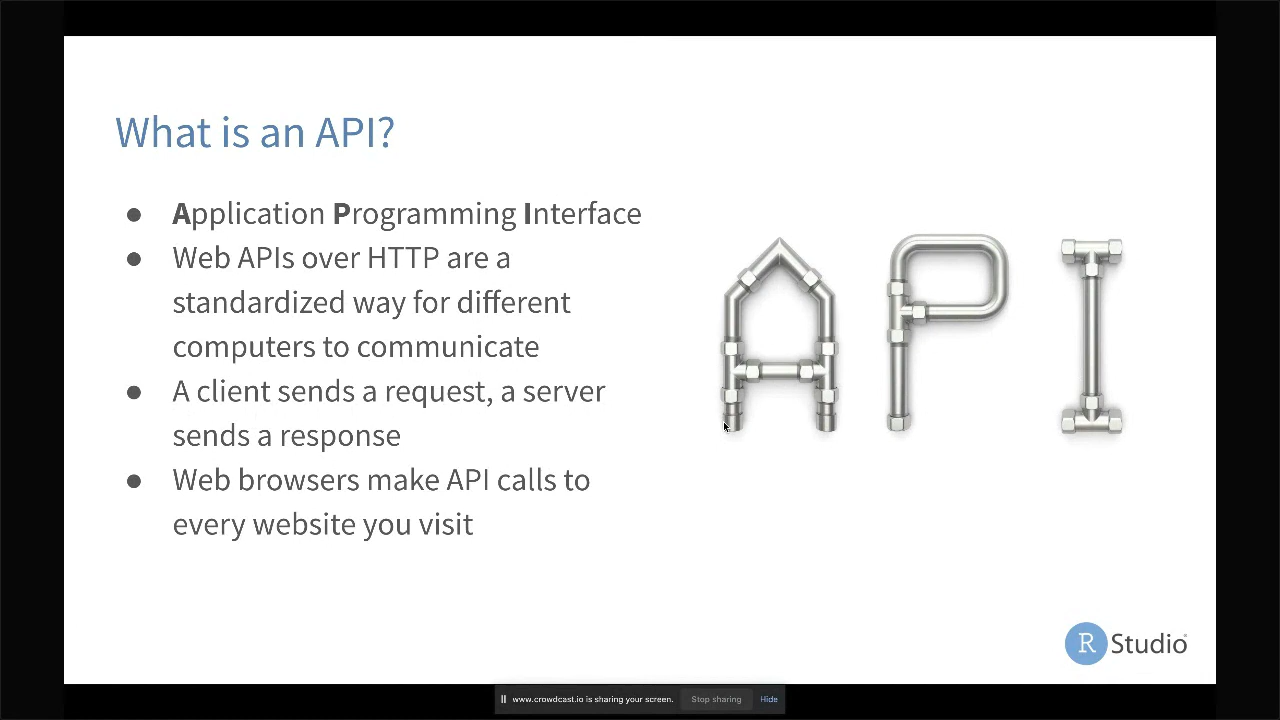 What is an API?
● Application Programming Interface
● Web APIs over HTTP are a
standardized way for different
computers to communicate
● A client sends a request, a server
sends a response
● Web browsers make API calls to
every website you visit
API
R Studio
www.crowdcast.io is sharing your screen. Stop sharing Hide